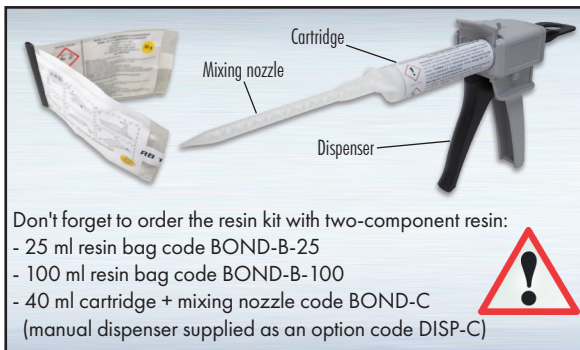 Cartridge
Mixing nozzle
Dispenser
RB
Don't forget to order the resin kit with two-component resin:
- 25 ml resin bag code BOND-B-25
- 100 ml resin bag code BOND-B-100
- 40 ml cartridge + mixing nozzle code BOND-C
(manual dispenser supplied as an option code DISP-C)